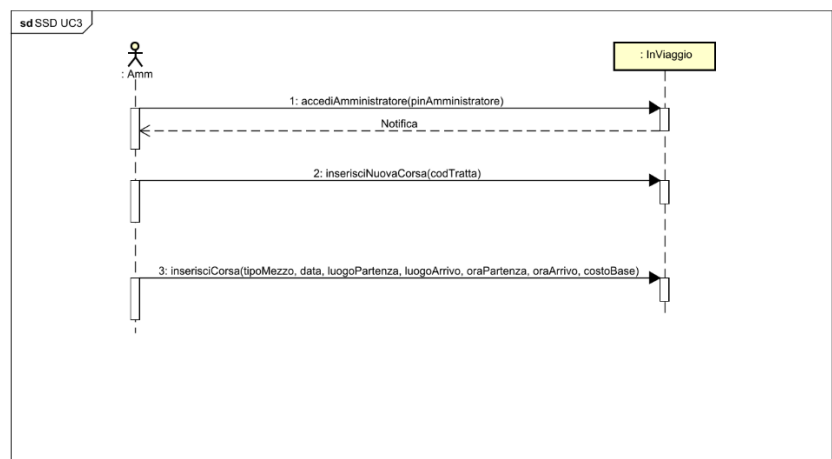 sd SSD UC3
: Amm
: InViaggio
1: accediAmministratore(pinAmministratore)
Notifica
2: inserisciNuovaCorsa(codTratta)
3: inserisciCorsa(tipoMezzo, data, luogoPartenza, luogoArrivo, oraPartenza, oraArrivo, costoBase)